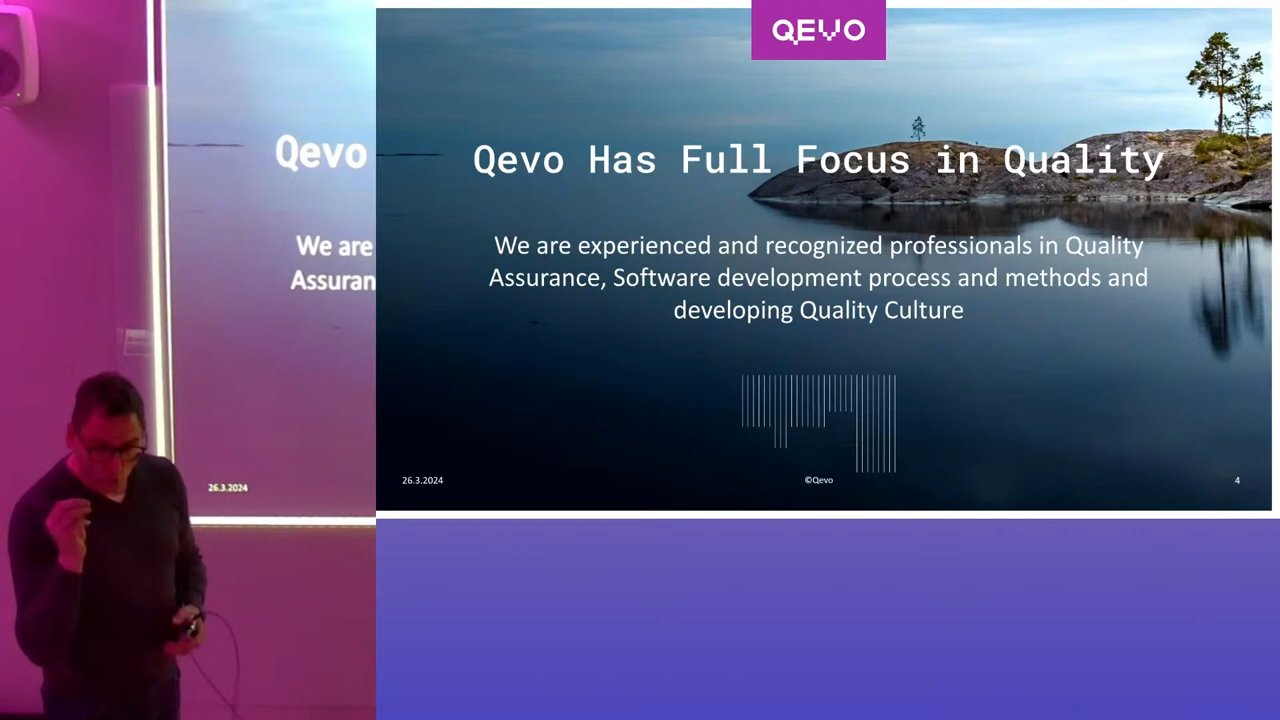 QEVO
Qevo Has Full Focus in Quality
We are experienced and recognized professionals in Quality
Assurance, Software development process and methods and
developing Quality Culture
26.3.2024
©Qevo
4
Qevo
We are
Assuran
26.3.2024